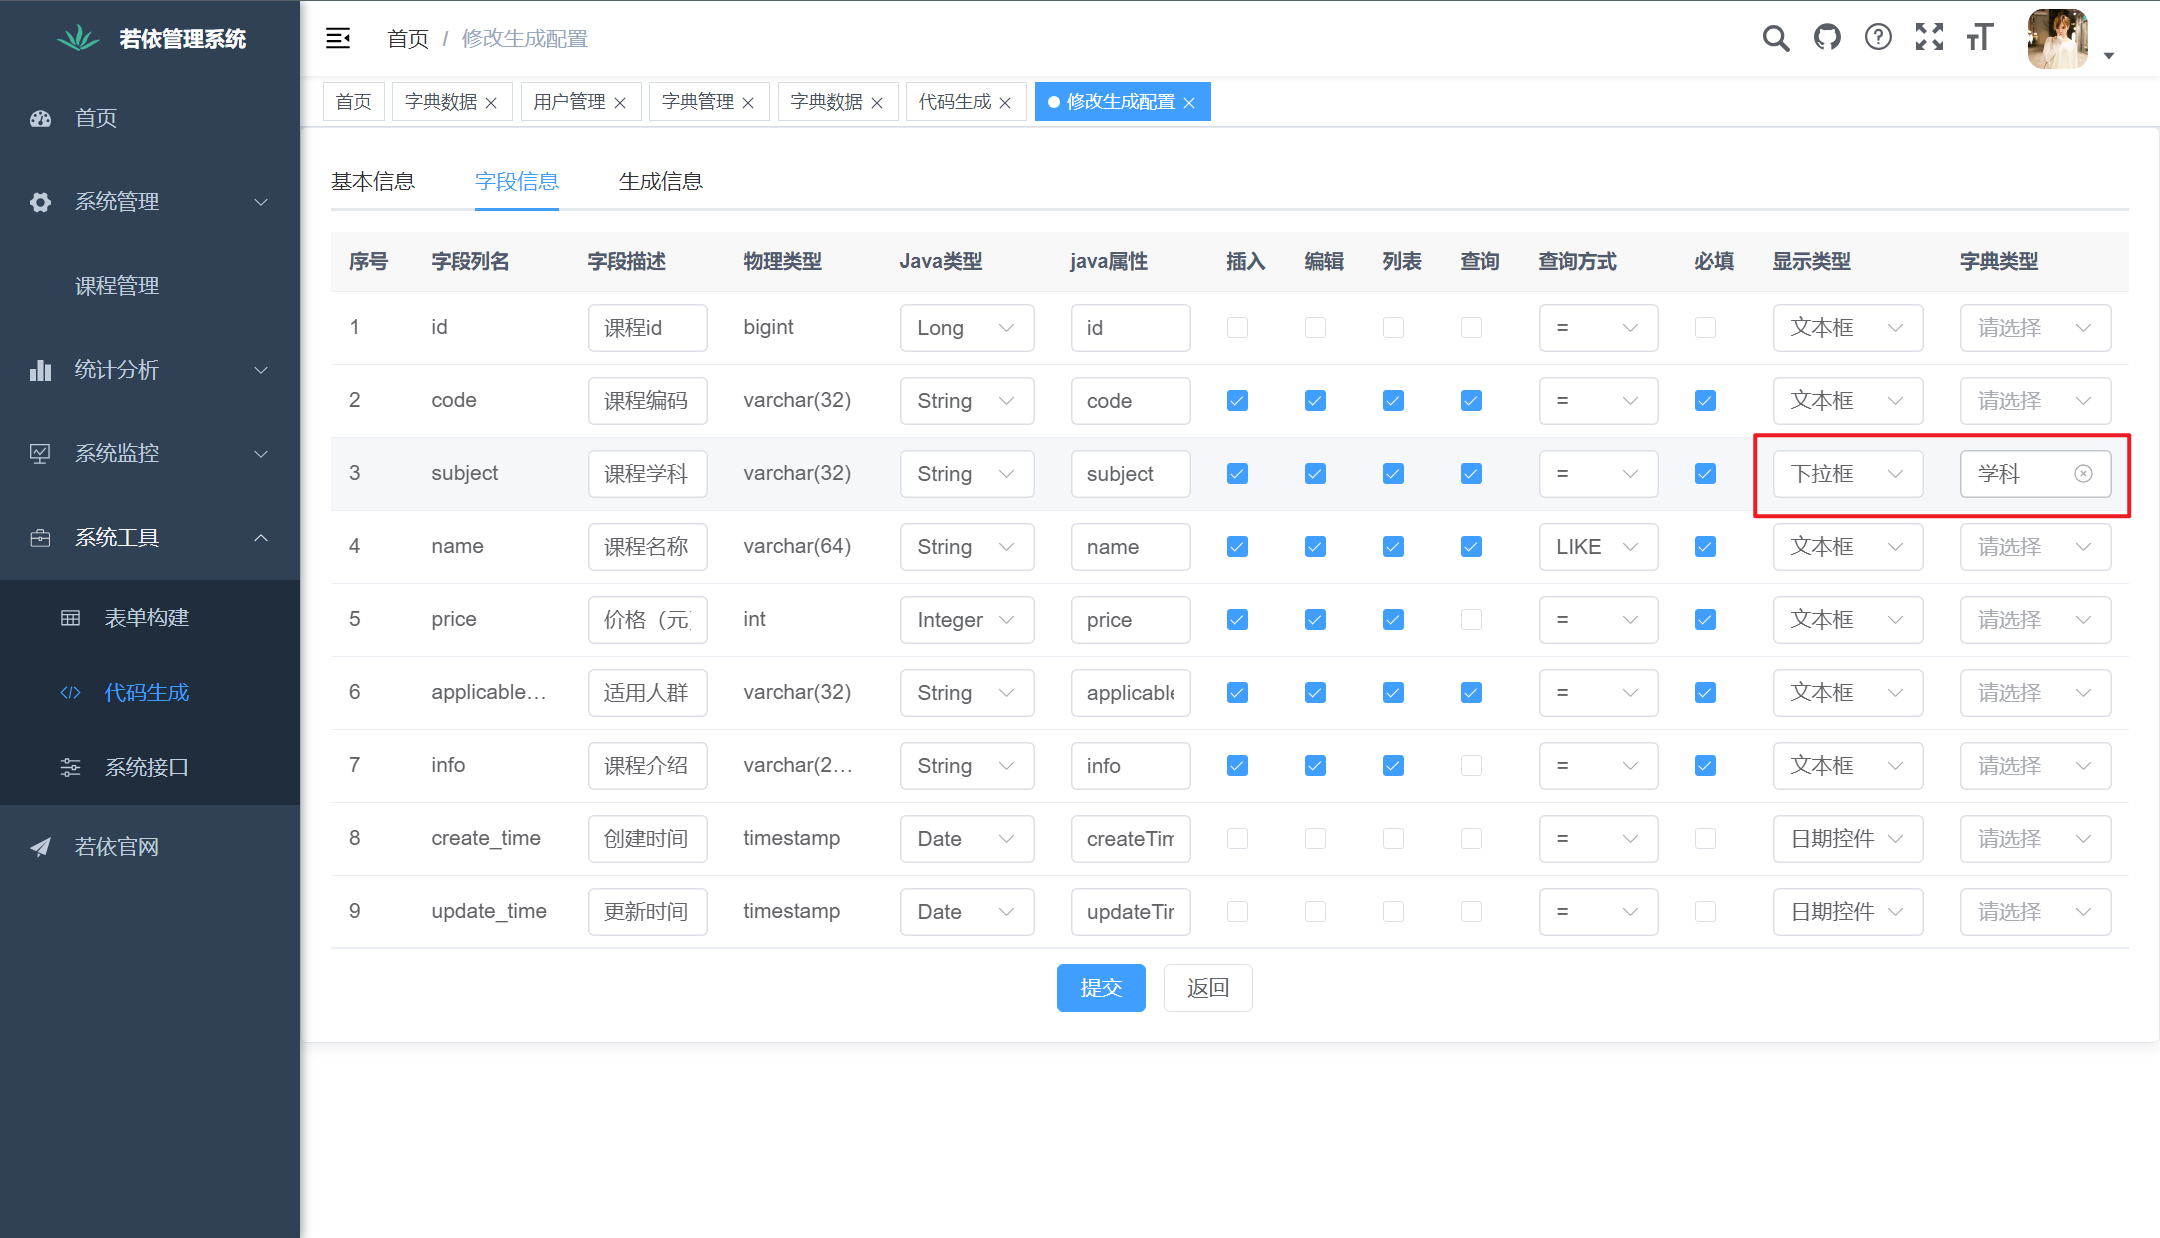 若依管理系统
首页 / 修改生成配置
首页
字典数据
用户管理
字典管理
字典数据
代码生成
修改生成配置
首页
系统管理
课程管理
统计分析
系统监控
系统工具
表单构建
代码生成
系统接口
若依官网
基本信息 字段信息 生成信息
序号 字段列名 字段描述 物理类型 Java类型 java属性 插入 编辑 列表 查询 查询方式 必填 显示类型 字典类型
1 id 课程id bigint Long id = 文本框 请选择
2 code 课程编码 varchar(32) String code = 文本框 请选择
3 subject 课程学科 varchar(32) String subject = 下拉框 学科
4 name 课程名称 varchar(64) String name LIKE 文本框 请选择
5 price 价格（元 int Integer price = 文本框 请选择
6 applicable... 适用人群 varchar(32) String applicable = 文本框 请选择
7 info 课程介绍 varchar(2... String info = 文本框 请选择
8 create_time 创建时间 timestamp Date createTim = 日期控件 请选择
9 update_time 更新时间 timestamp Date updateTir = 日期控件 请选择
提交 返回